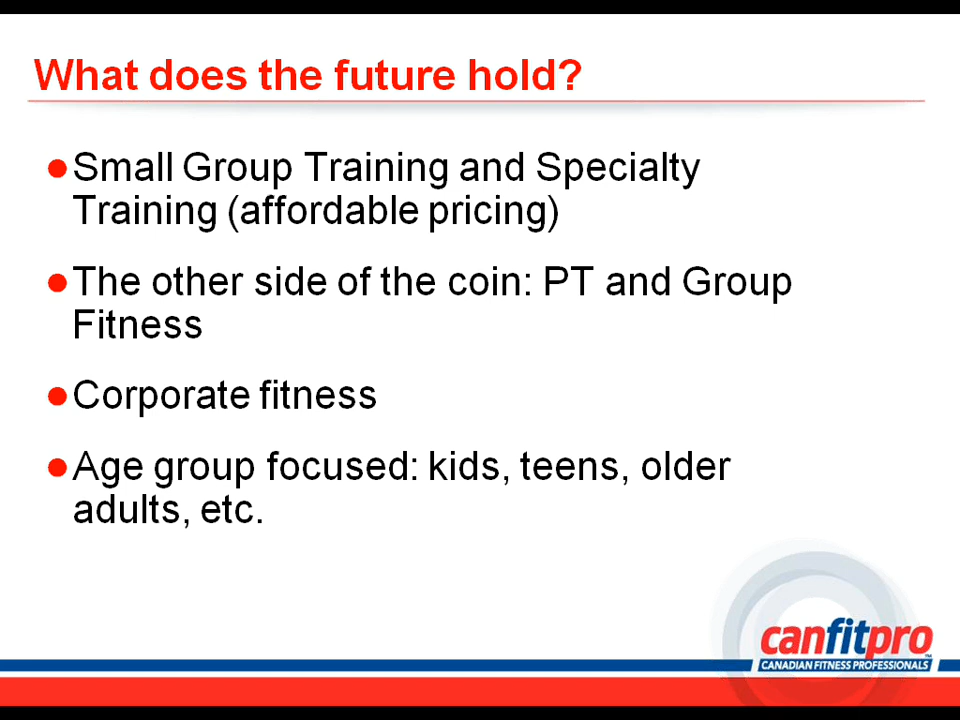 What does the future hold?
●Small Group Training and Specialty
Training (affordable pricing)
●The other side of the coin: PT and Group
Fitness
●Corporate fitness
●Age group focused: kids, teens, older
adults, etc.
canfitpro™
CANADIAN FITNESS PROFESSIONALS